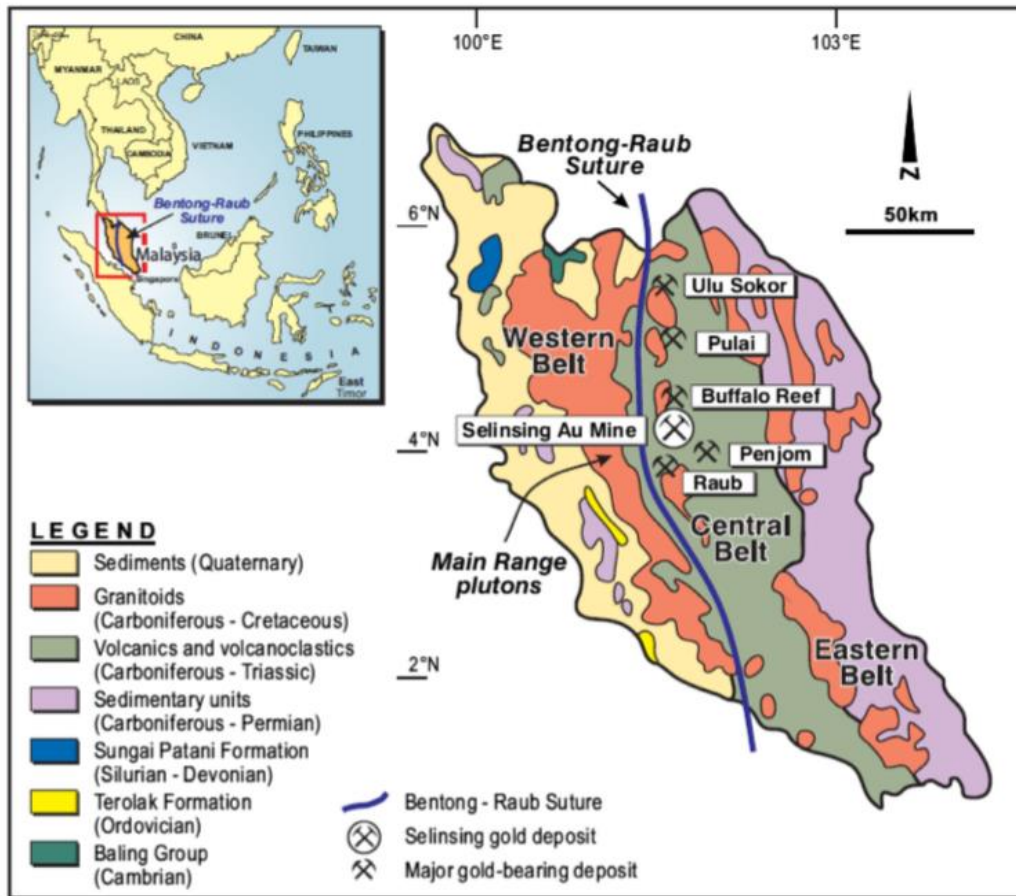 100°E
103°E
CHINA
TAIWAN
MYANMAR
LAOS
THAILAND
VIETNAM
PHILIPPINES
CAMBODIA
Bentong-Raub
Suture
BRUNEI
Malaysia
Singapore
INDONESIA
East
Timor
Bentong-Raub
Suture
N
50km
6°N
4°N
2°N
Ulu Sokor
Western
Belt
Pulai
Buffalo Reef
Selinsing Au Mine
Penjom
Raub
Central
Belt
Main Range
plutons
Eastern
Belt
LEGEND
Sediments (Quaternary)
Granitoids
(Carboniferous - Cretaceous)
Volcanics and volcanoclastics
(Carboniferous - Triassic)
Sedimentary units
(Carboniferous - Permian)
Sungai Patani Formation
(Silurian - Devonian)
Terolak Formation
(Ordovician)
Baling Group
(Cambrian)
Bentong - Raub Suture
Selinsing gold deposit
Major gold-bearing deposit